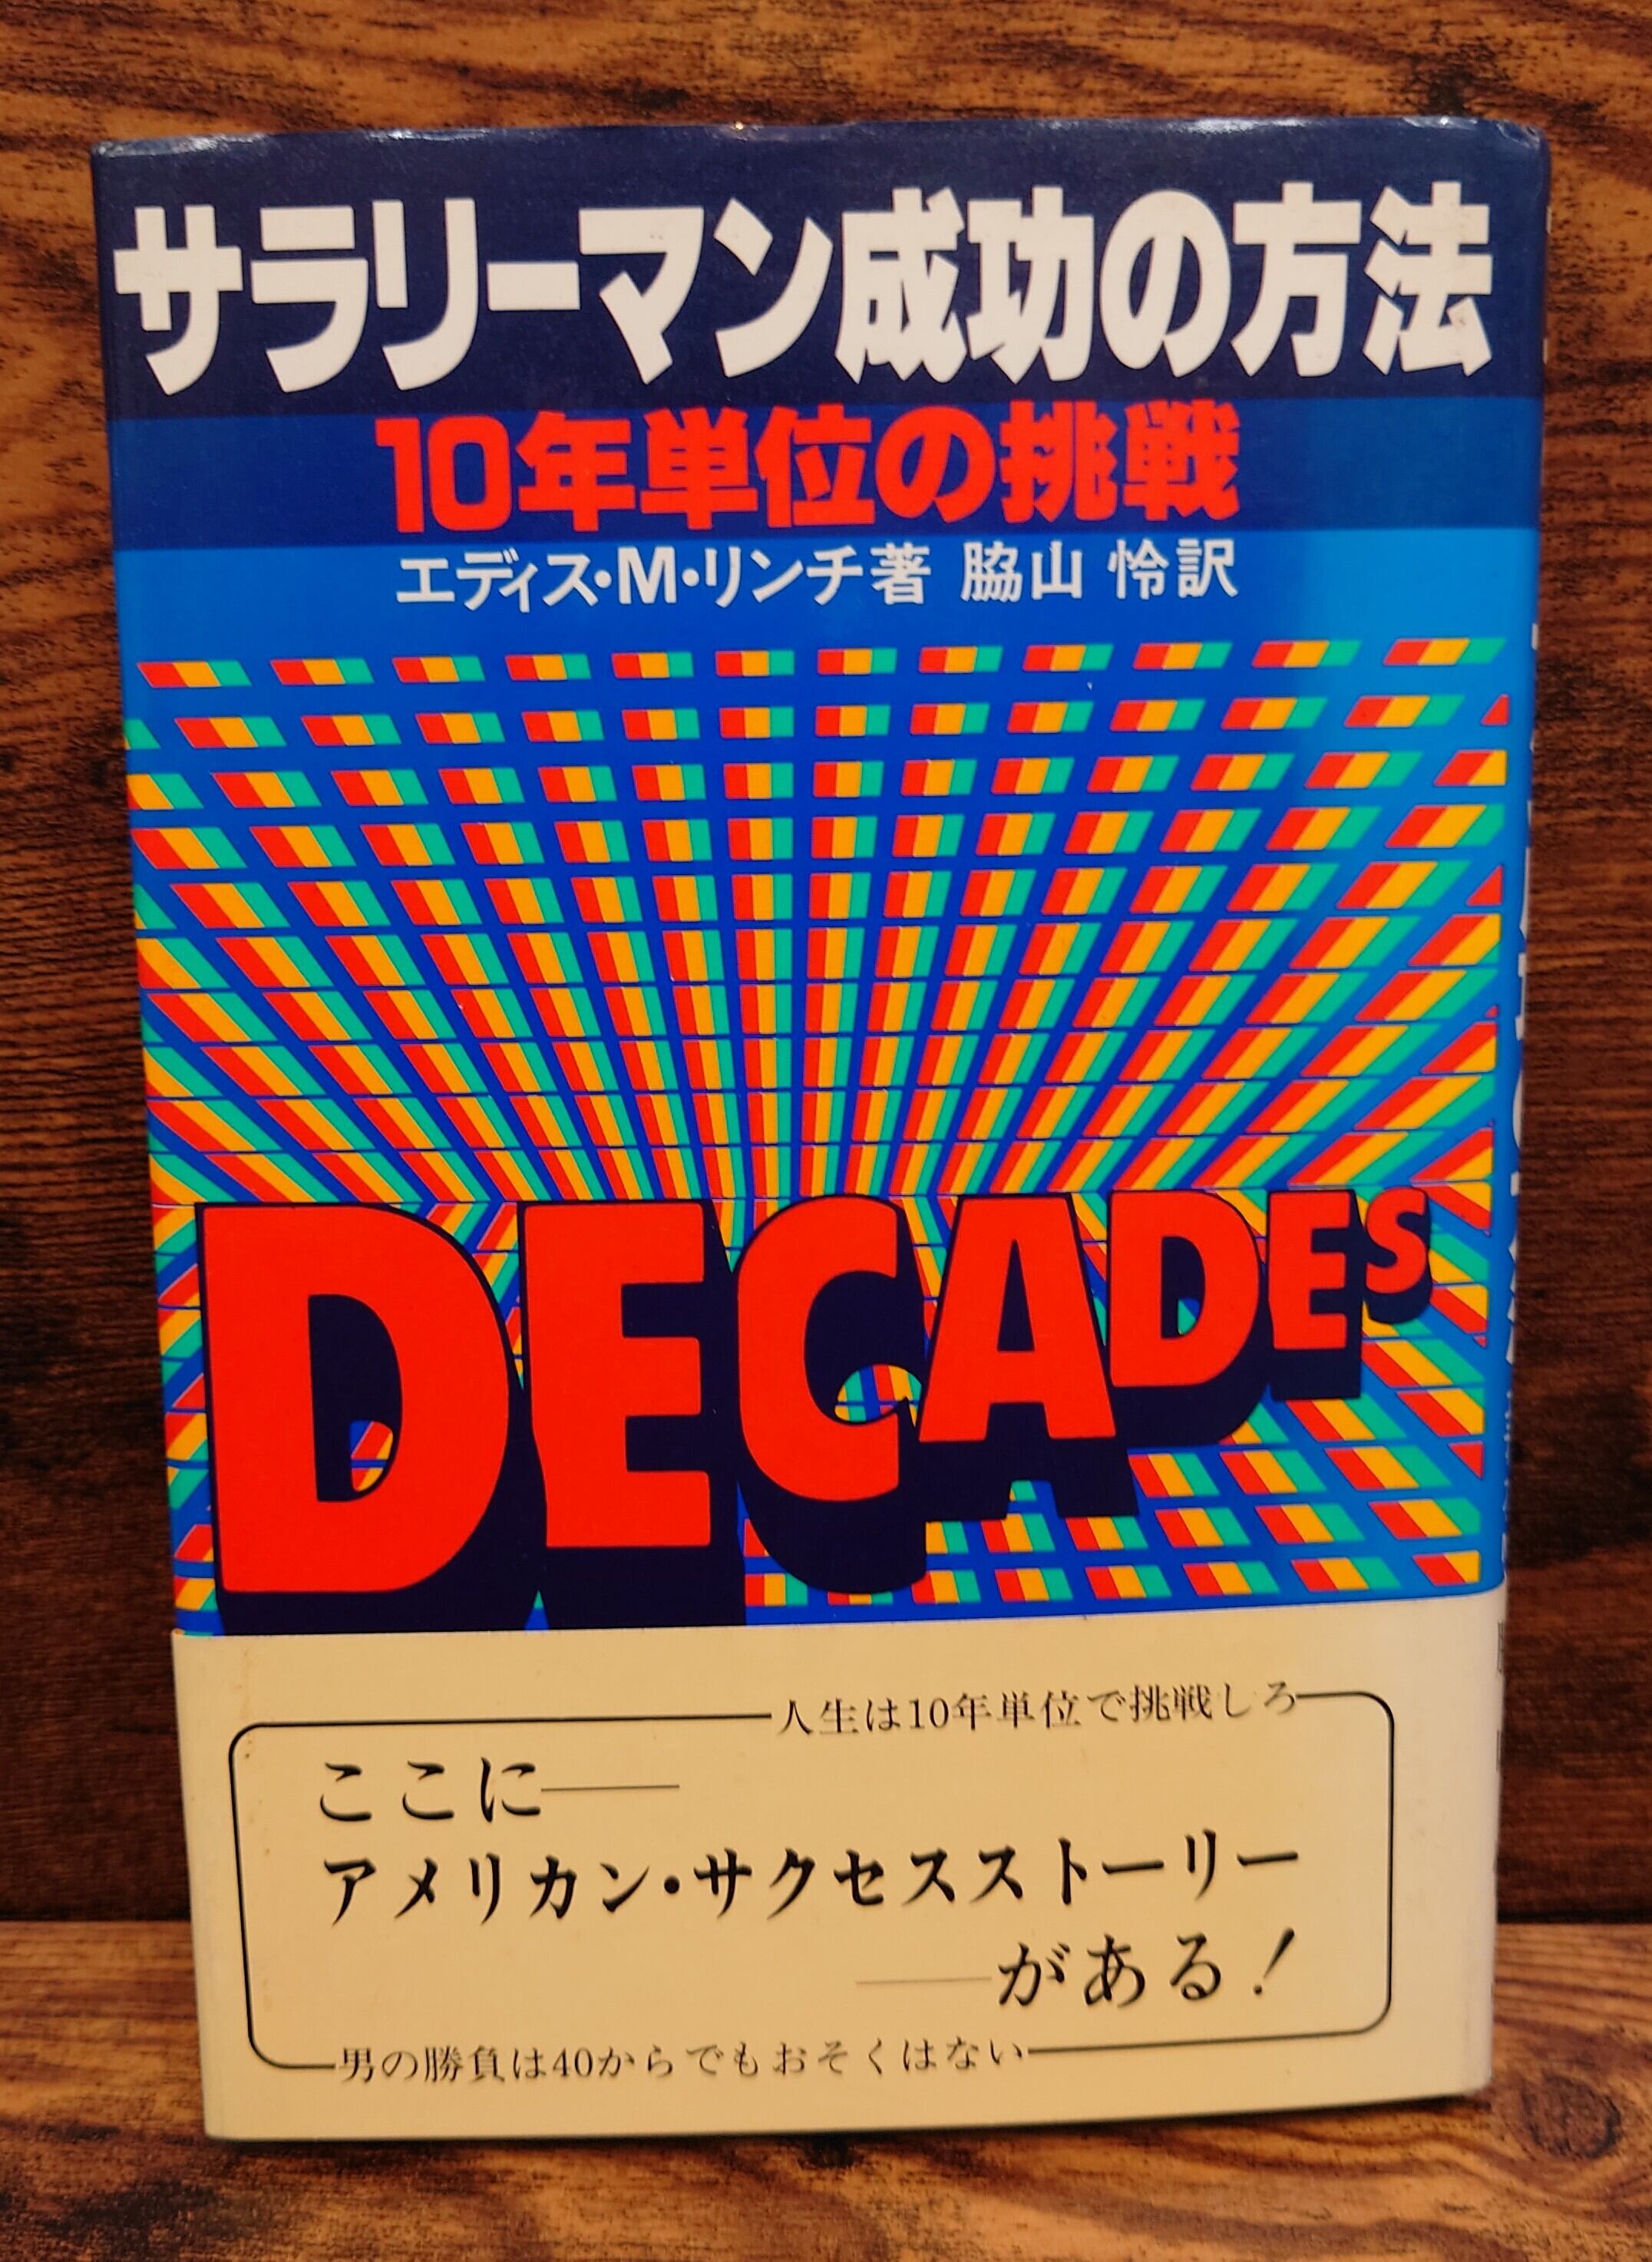 サラリーマン成功の方法
10年単位の挑戦
エディス・M・リンチ著 脇山 怜訳
DECADES
人生は10年単位で挑戦しろ
ここに――
アメリカン・サクセスストーリー
――がある!
男の勝負は40からでもおそくはない